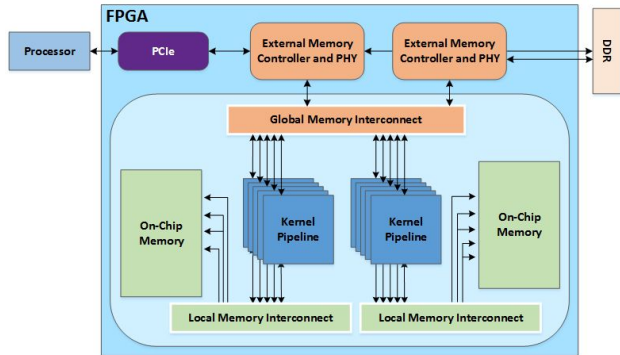 FPGA
Processor
PCIe
External Memory
Controller and PHY
External Memory
Controller and PHY
DDR
Global Memory Interconnect
On-Chip
Memory
Kernel
Pipeline
Kernel
Pipeline
On-Chip
Memory
Local Memory Interconnect
Local Memory Interconnect